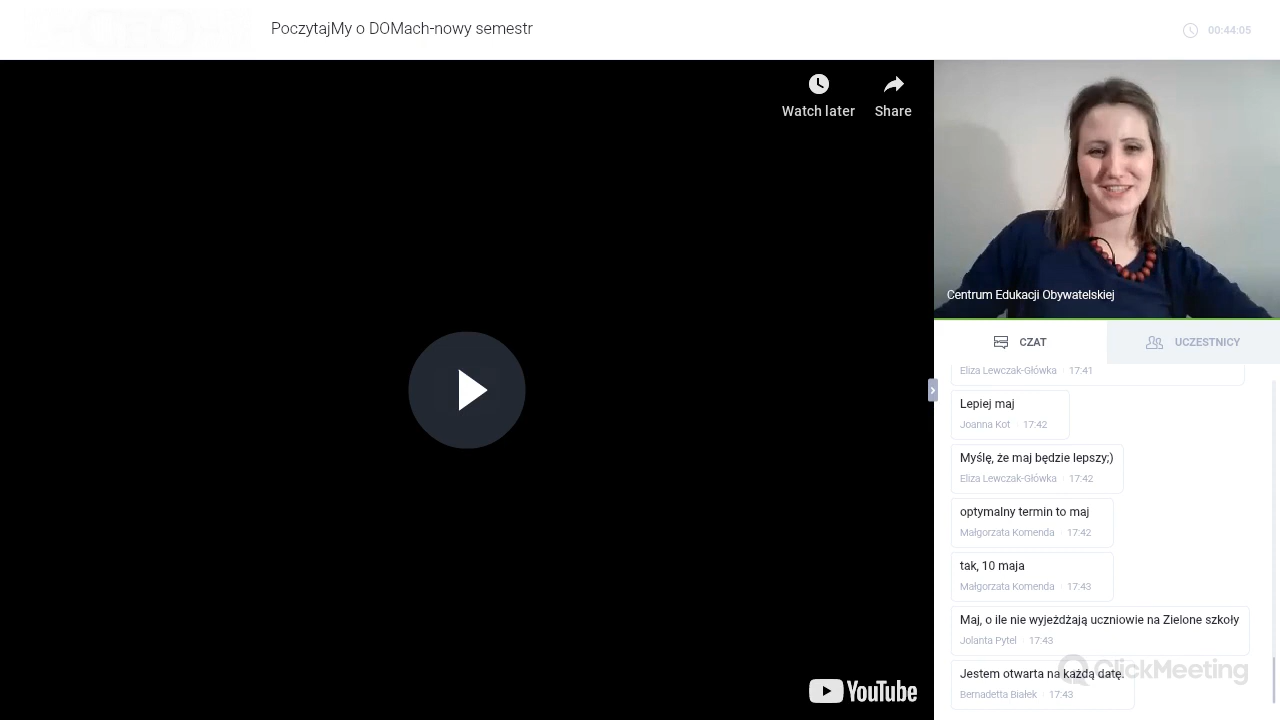 PoczytajMy o DOMach-nowy semestr
00:44:05
Watch later
Share
Centrum Edukacji Obywatelskiej
CZAT
UCZESTNICY
Eliza Lewczak-Główka 17:41
Lepiej maj
Joanna Kot 17:42
Myślę, że maj będzie lepszy;)
Eliza Lewczak-Główka 17:42
optymalny termin to maj
Małgorzata Komenda 17:42
tak, 10 maja
Małgorzata Komenda 17:43
Maj, o ile nie wyjeżdżają uczniowie na Zielone szkoły
Jolanta Pytel 17:43
Jestem otwarta na każdą datę.
Bernadetta Białek 17:43
ClickMeeting
YouTube